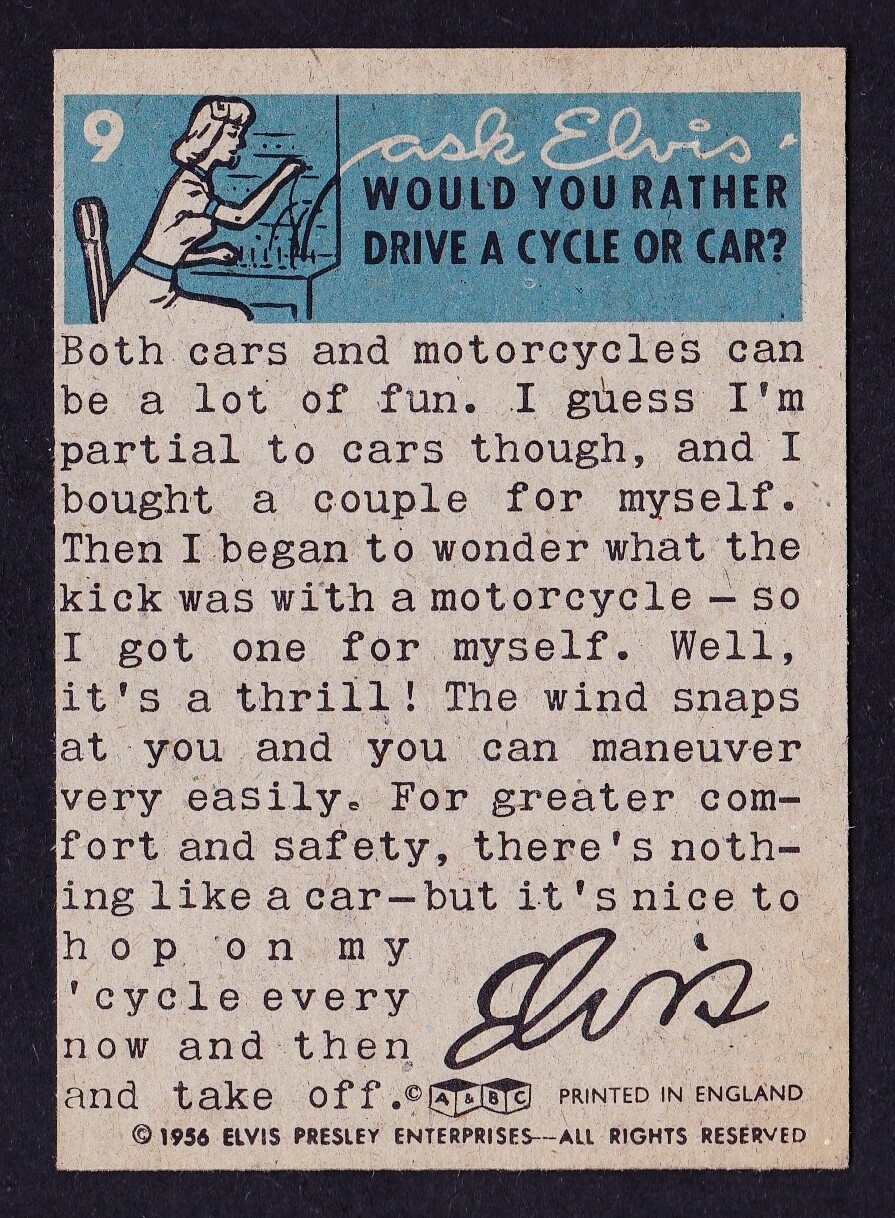 9
ask Elvis
WOULD YOU RATHER
DRIVE A CYCLE OR CAR?
Both cars and motorcycles can
be a lot of fun. I guess I'm
partial to cars though, and I
bought a couple for myself.
Then I began to wonder what the
kick was with a motorcycle — so
I got one for myself. Well,
it's a thrill! The wind snaps
at you and you can maneuver
very easily. For greater com-
fort and safety, there's noth-
ing like a car—but it's nice to
hop on my
'cycle every
now and then
and take off.
Elvis
© A&BC PRINTED IN ENGLAND
© 1956 ELVIS PRESLEY ENTERPRISES—ALL RIGHTS RESERVED